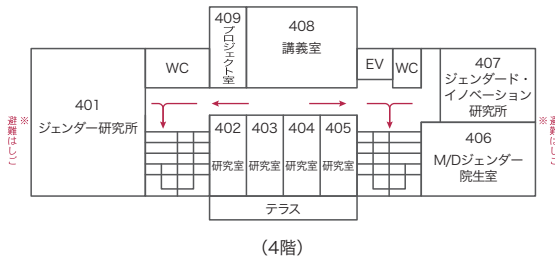 409
プロジェクト室
408
講義室
WC
EV
WC
407
ジェンダード・
イノベーション
研究所
401
ジェンダー研究所
※
避難はしご
402
研究室
403
研究室
404
研究室
405
研究室
406
M/Dジェンダー
院生室
※
避難はしご
テラス
(4階)